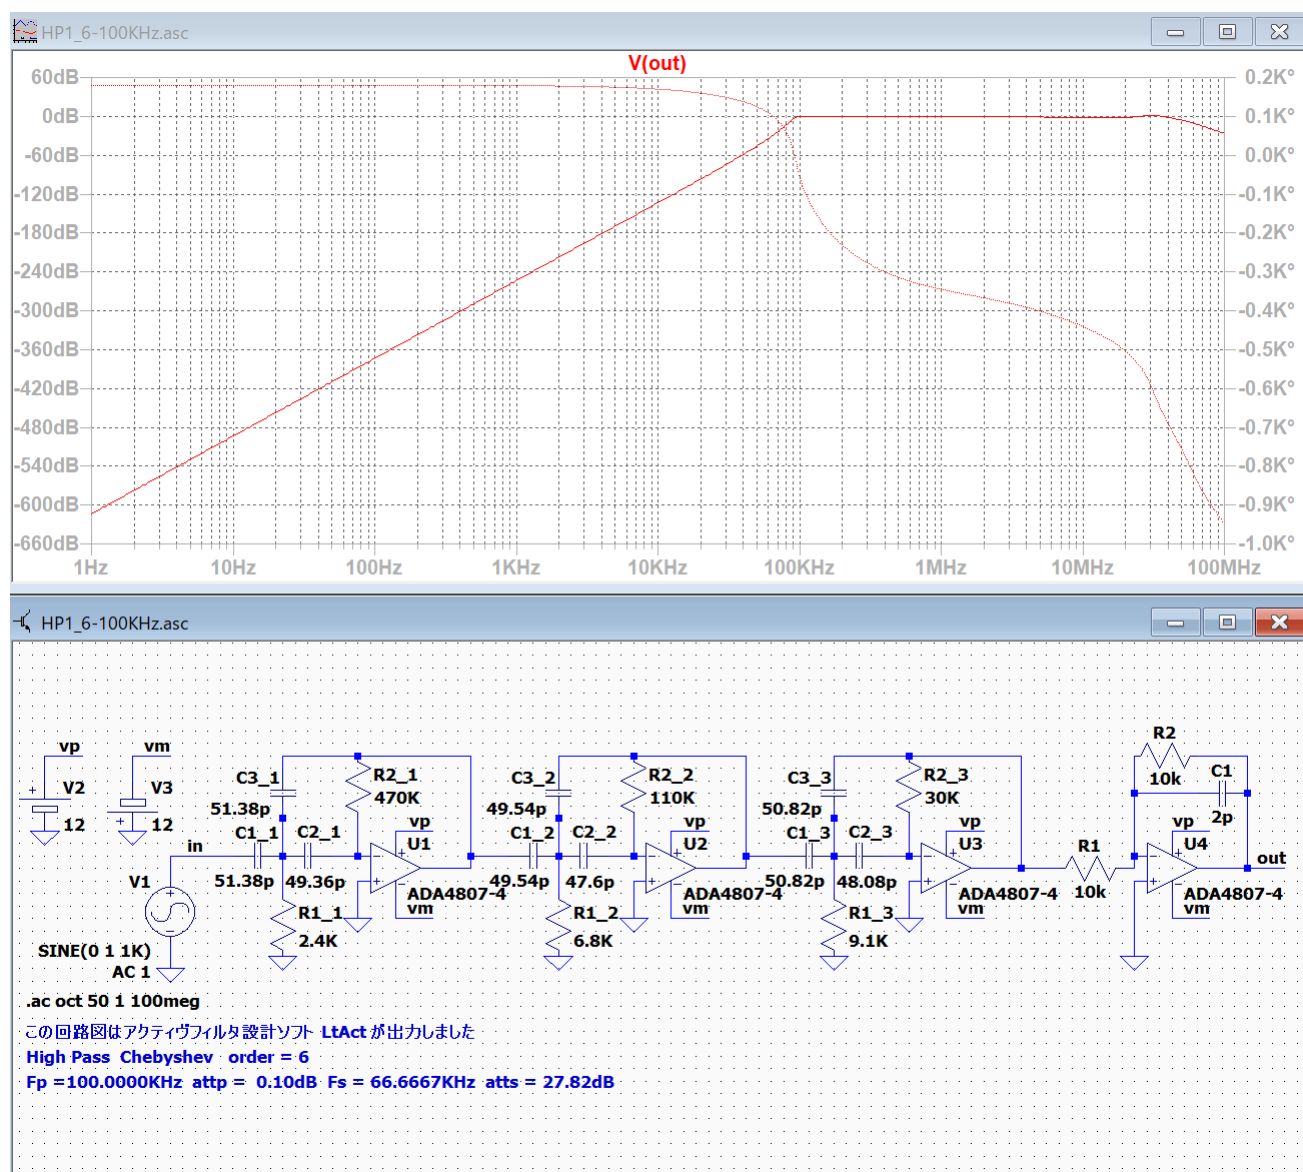 HP1_6-100KHz.asc
V(out)
60dB
0dB
-60dB
-120dB
-180dB
-240dB
-300dB
-360dB
-420dB
-480dB
-540dB
-600dB
-660dB
0.2K°
0.1K°
0.0K°
-0.1K°
-0.2K°
-0.3K°
-0.4K°
-0.5K°
-0.6K°
-0.7K°
-0.8K°
-0.9K°
-1.0K°
1Hz 10Hz 100Hz 1KHz 10KHz 100KHz 1MHz 10MHz 100MHz
HP1_6-100KHz.asc
vp
V2
12
vm
V3
12
in
V1
SINE(0 1 1K)
AC 1
C3_1
51.38p
R2_1
470K
C1_1
51.38p
C2_1
49.36p
R1_1
2.4K
vp
U1
ADA4807-4
vm
C3_2
49.54p
R2_2
110K
C1_2
49.54p
C2_2
47.6p
R1_2
6.8K
vp
U2
ADA4807-4
vm
C3_3
50.82p
R2_3
30K
C1_3
50.82p
C2_3
48.08p
R1_3
9.1K
vp
U3
ADA4807-4
vm
R1
10k
R2
10k
C1
2p
vp
U4
ADA4807-4
vm
out
.ac oct 50 1 100meg
この回路図はアクティヴフィルタ設計ソフト LtAct が出力しました
High Pass Chebyshev order = 6
Fp =100.0000KHz attp = 0.10dB Fs = 66.6667KHz atts = 27.82dB